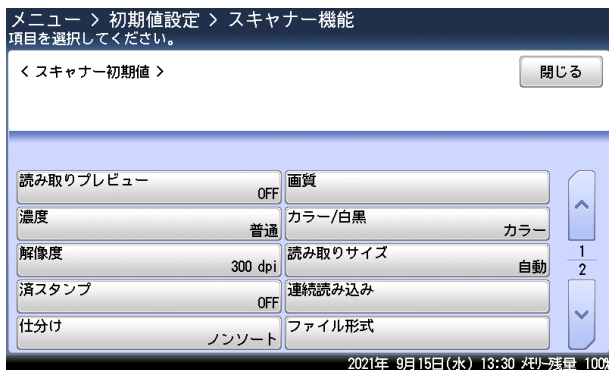 メニュー > 初期値設定 > スキャナー機能
項目を選択してください。
< スキャナー初期値 >
閉じる
読み取りプレビュー
OFF
画質
濃度
普通
カラー/白黒
カラー
解像度
300 dpi
読み取りサイズ
自動
1
2
済スタンプ
OFF
連続読み込み
仕分け
ノンソート
ファイル形式
2021年 9月15日(水) 13:30 メモリー残量 100%